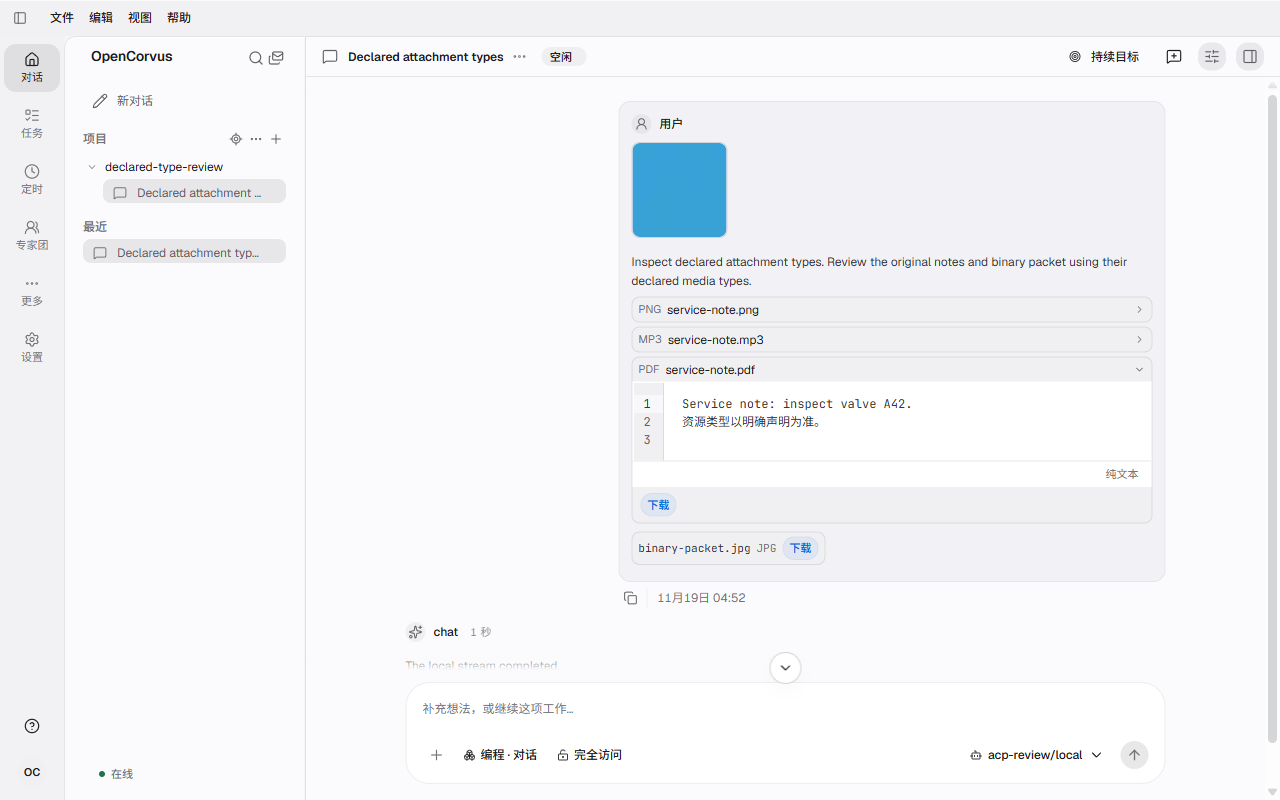 文件 编辑 视图 帮助
OpenCorvus
Declared attachment types
空闲
持续目标
对话
任务
定时
专家团
更多
设置
OC
新对话
项目
declared-type-review
Declared attachment ...
最近
Declared attachment typ...
在线
用户
Inspect declared attachment types. Review the original notes and binary packet using their
declared media types.
PNG service-note.png
MP3 service-note.mp3
PDF service-note.pdf
1 Service note: inspect valve A42.
2 资源类型以明确声明为准。
3
纯文本
下载
binary-packet.jpg JPG 下载
11月19日 04:52
chat 1 秒
The local stream completed
补充想法，或继续这项工作...
编程 · 对话 完全访问 acp-review/local